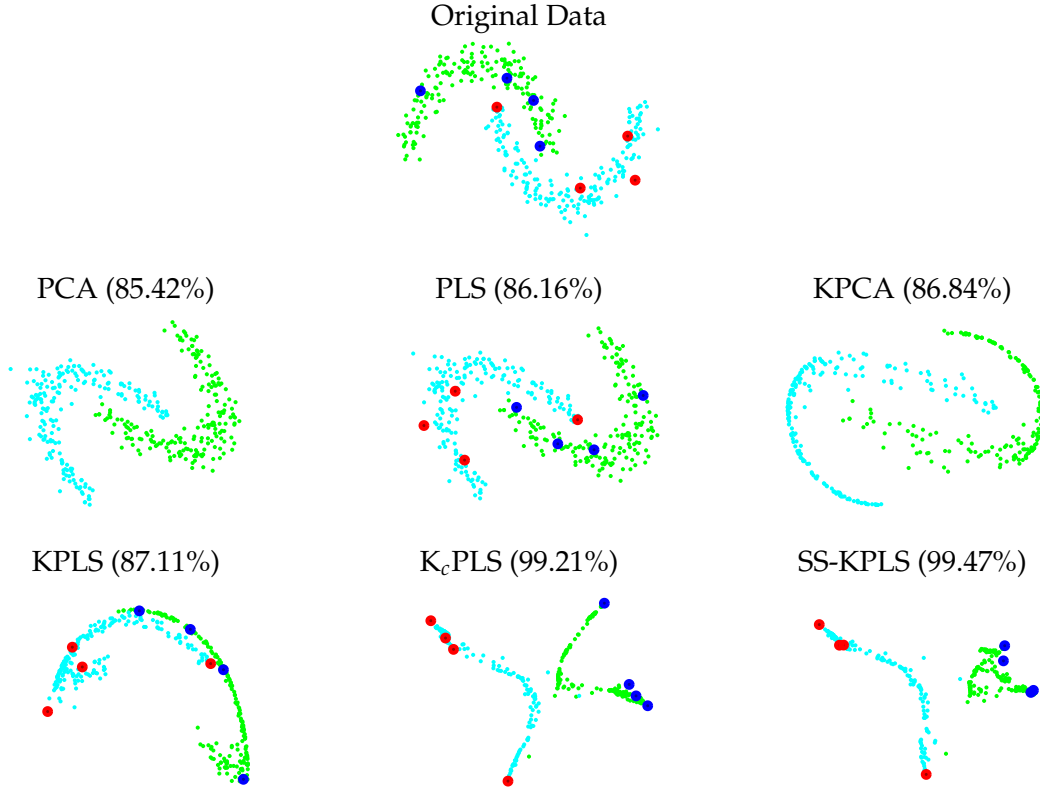 Original Data
PCA (85.42%)
PLS (86.16%)
KPCA (86.84%)
KPLS (87.11%)
K_cPLS (99.21%)
SS-KPLS (99.47%)